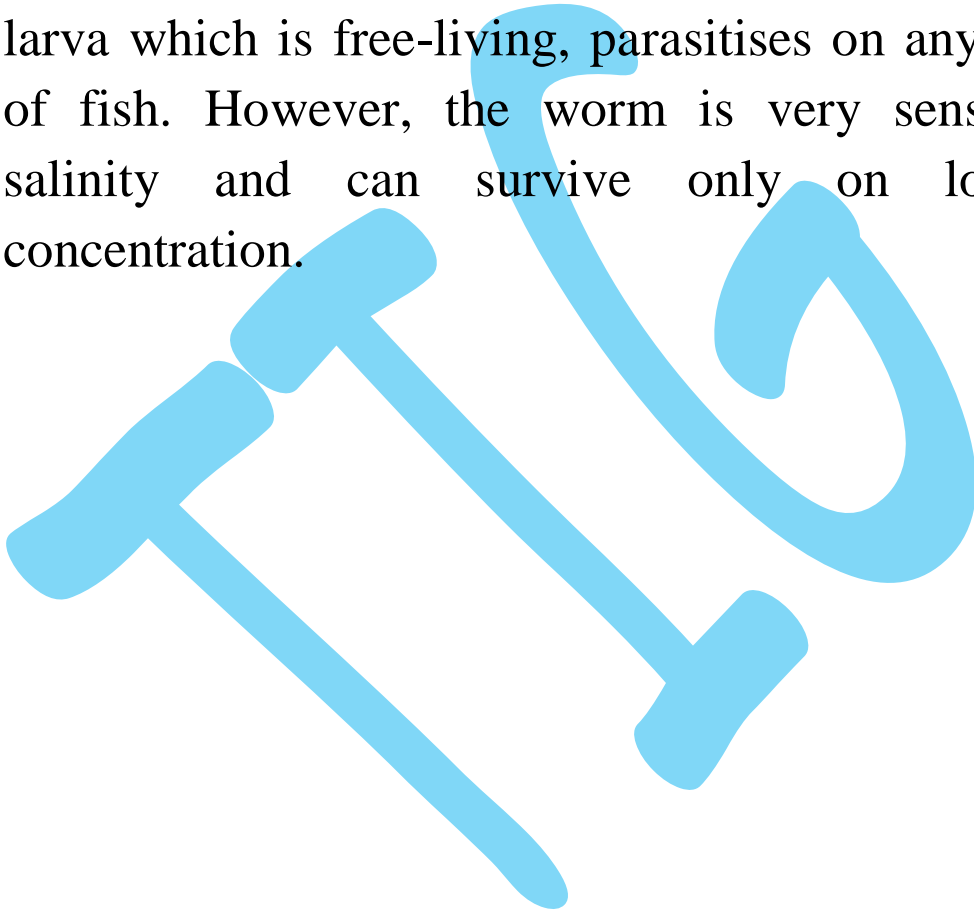 larva which is free-living, parasitises on any
of fish. However, the worm is very sens
salinity and can survive only on lo
concentration.